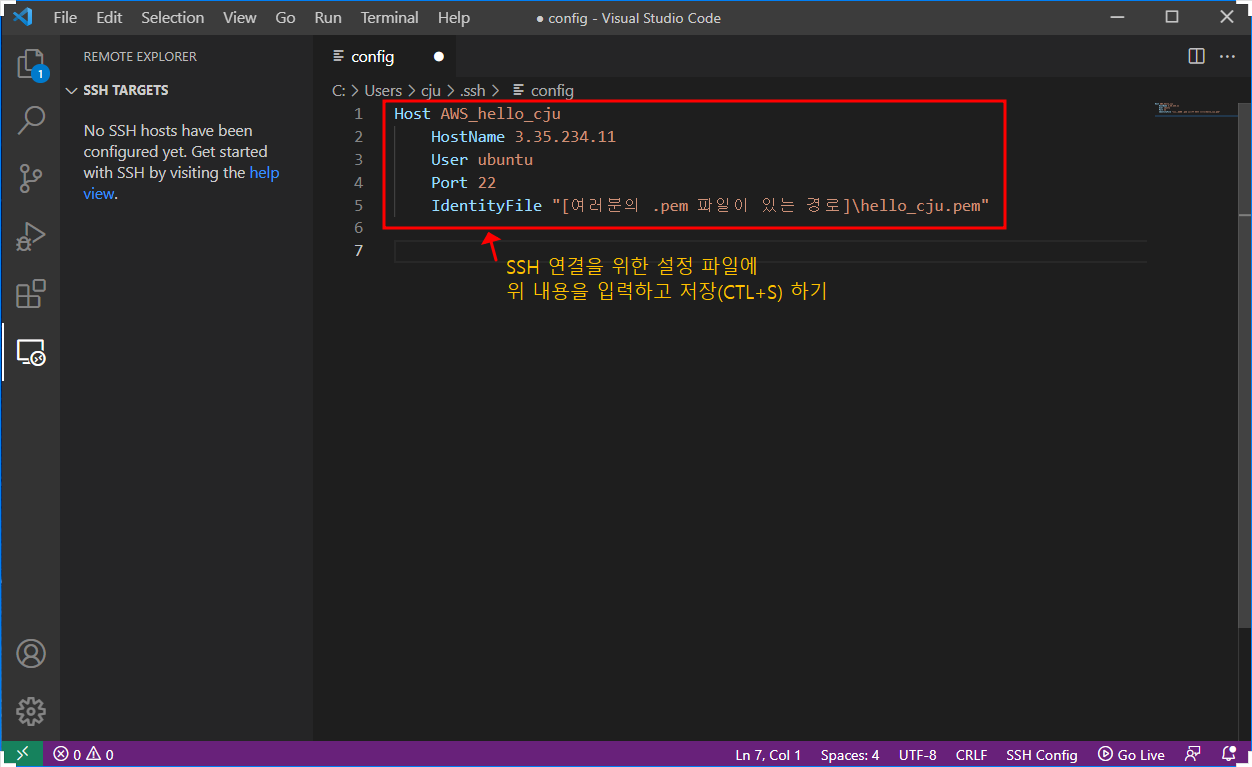 File Edit Selection View Go Run Terminal Help ● config - Visual Studio Code
1
REMOTE EXPLORER
SSH TARGETS
No SSH hosts have been
configured yet. Get started
with SSH by visiting the help
view.
config ●
C: > Users > cju > .ssh > config
1 Host AWS_hello_cju
2 HostName 3.35.234.11
3 User ubuntu
4 Port 22
5 IdentityFile "[여러분의 .pem 파일이 있는 경로]\hello_cju.pem"
6
7
SSH 연결을 위한 설정 파일에
위 내용을 입력하고 저장(CTL+S) 하기
0 0 Ln 7, Col 1 Spaces: 4 UTF-8 CRLF SSH Config Go Live